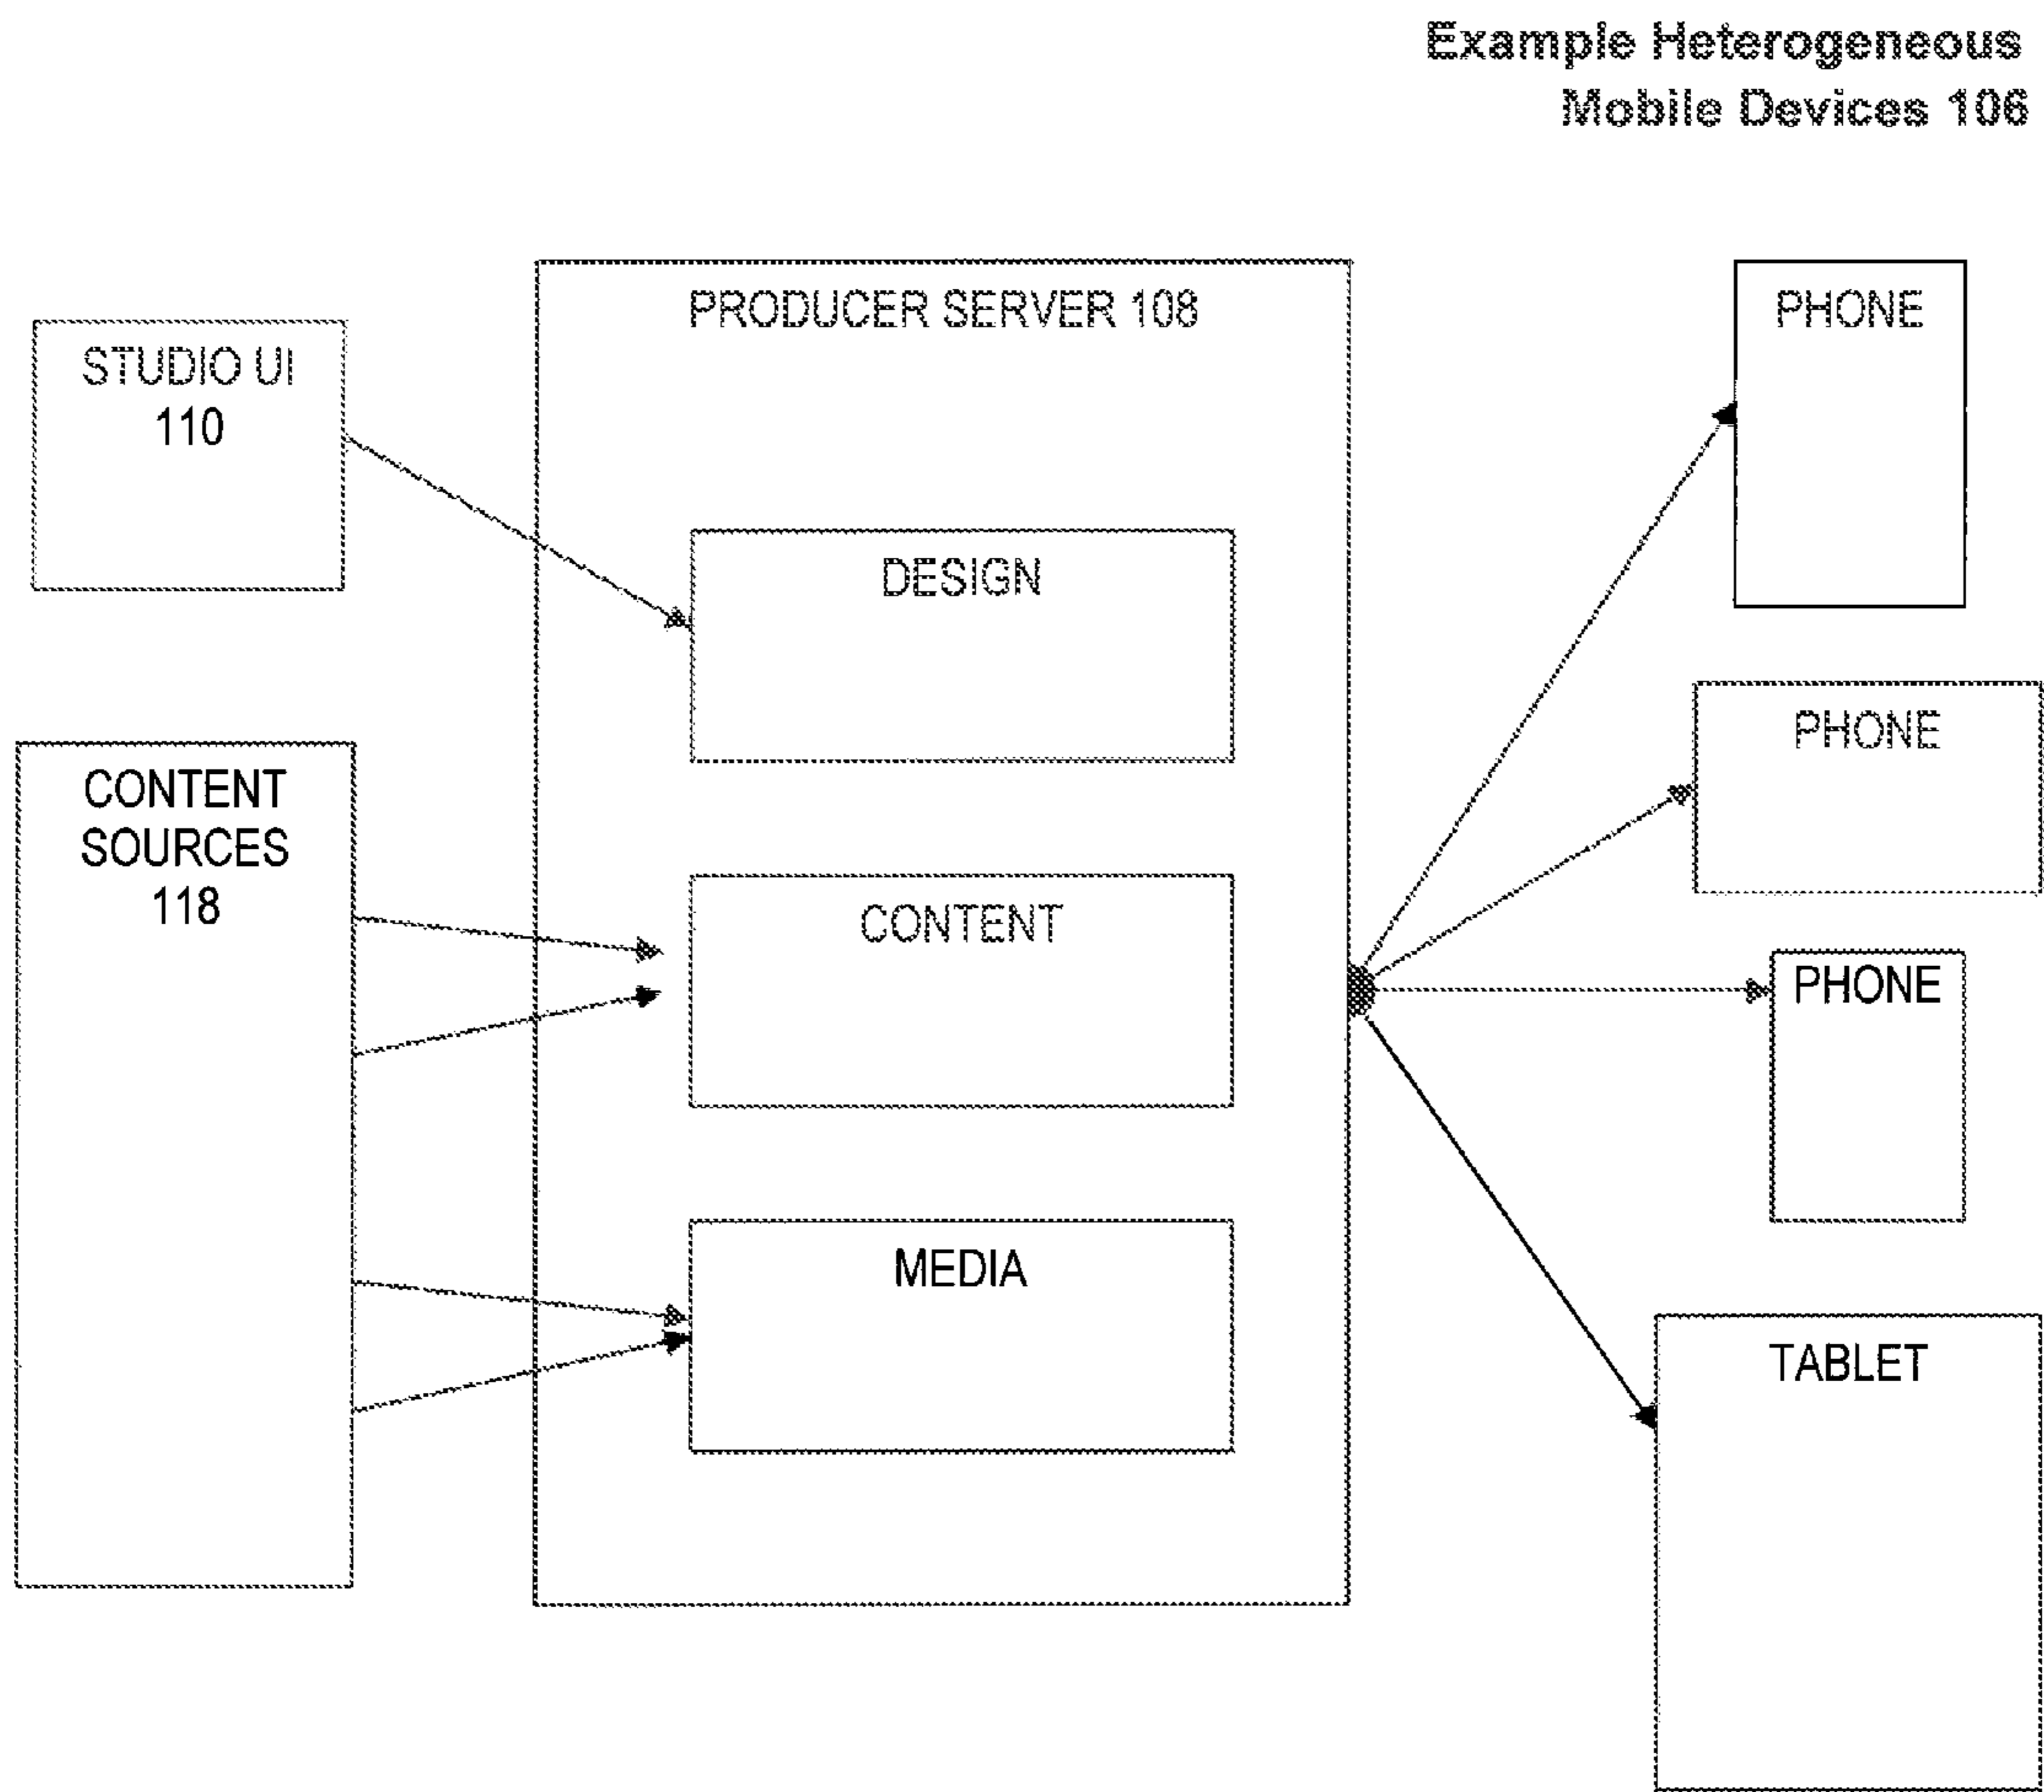 Example Heterogeneous
Mobile Devices 106
STUDIO UI
110
CONTENT
SOURCES
118
PRODUCER SERVER 108
DESIGN
CONTENT
MEDIA
PHONE
PHONE
PHONE
TABLET